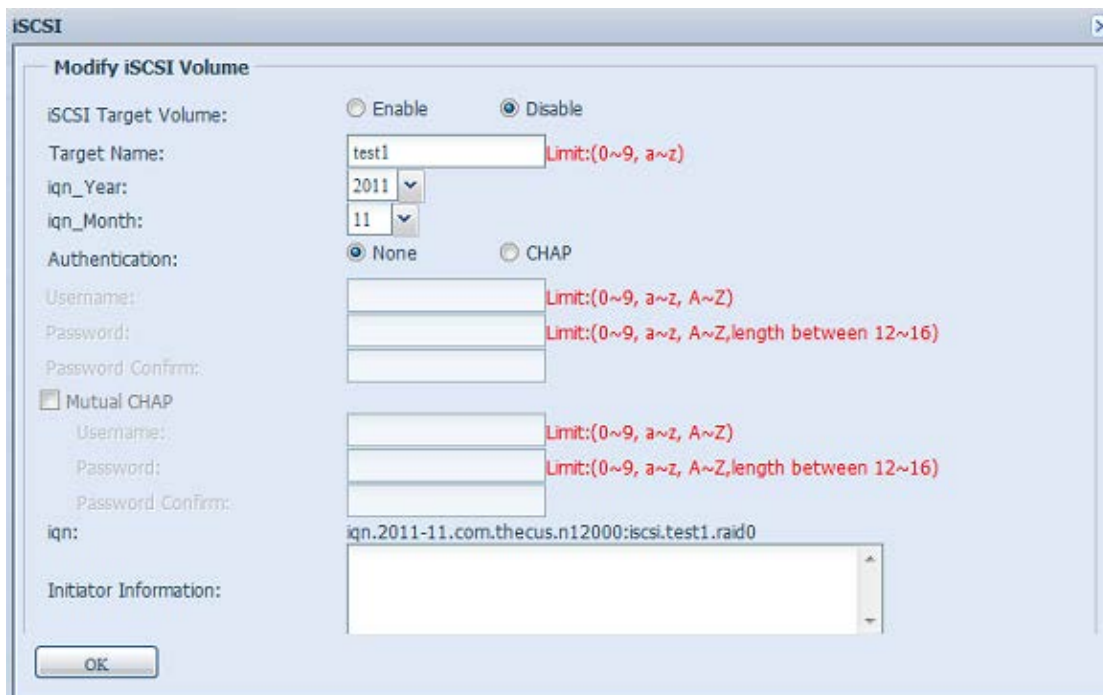 iSCSI
Modify iSCSI Volume
iSCSI Target Volume: Enable Disable
Target Name: test1 Limit:(0~9, a~z)
iqn_Year: 2011
iqn_Month: 11
Authentication: None CHAP
Username: Limit:(0~9, a~z, A~Z)
Password: Limit:(0~9, a~z, A~Z,length between 12~16)
Password Confirm:
Mutual CHAP
Username: Limit:(0~9, a~z, A~Z)
Password: Limit:(0~9, a~z, A~Z,length between 12~16)
Password Confirm:
iqn: iqn.2011-11.com.thecus.n12000:iscsi.test1.raid0
Initiator Information:
OK